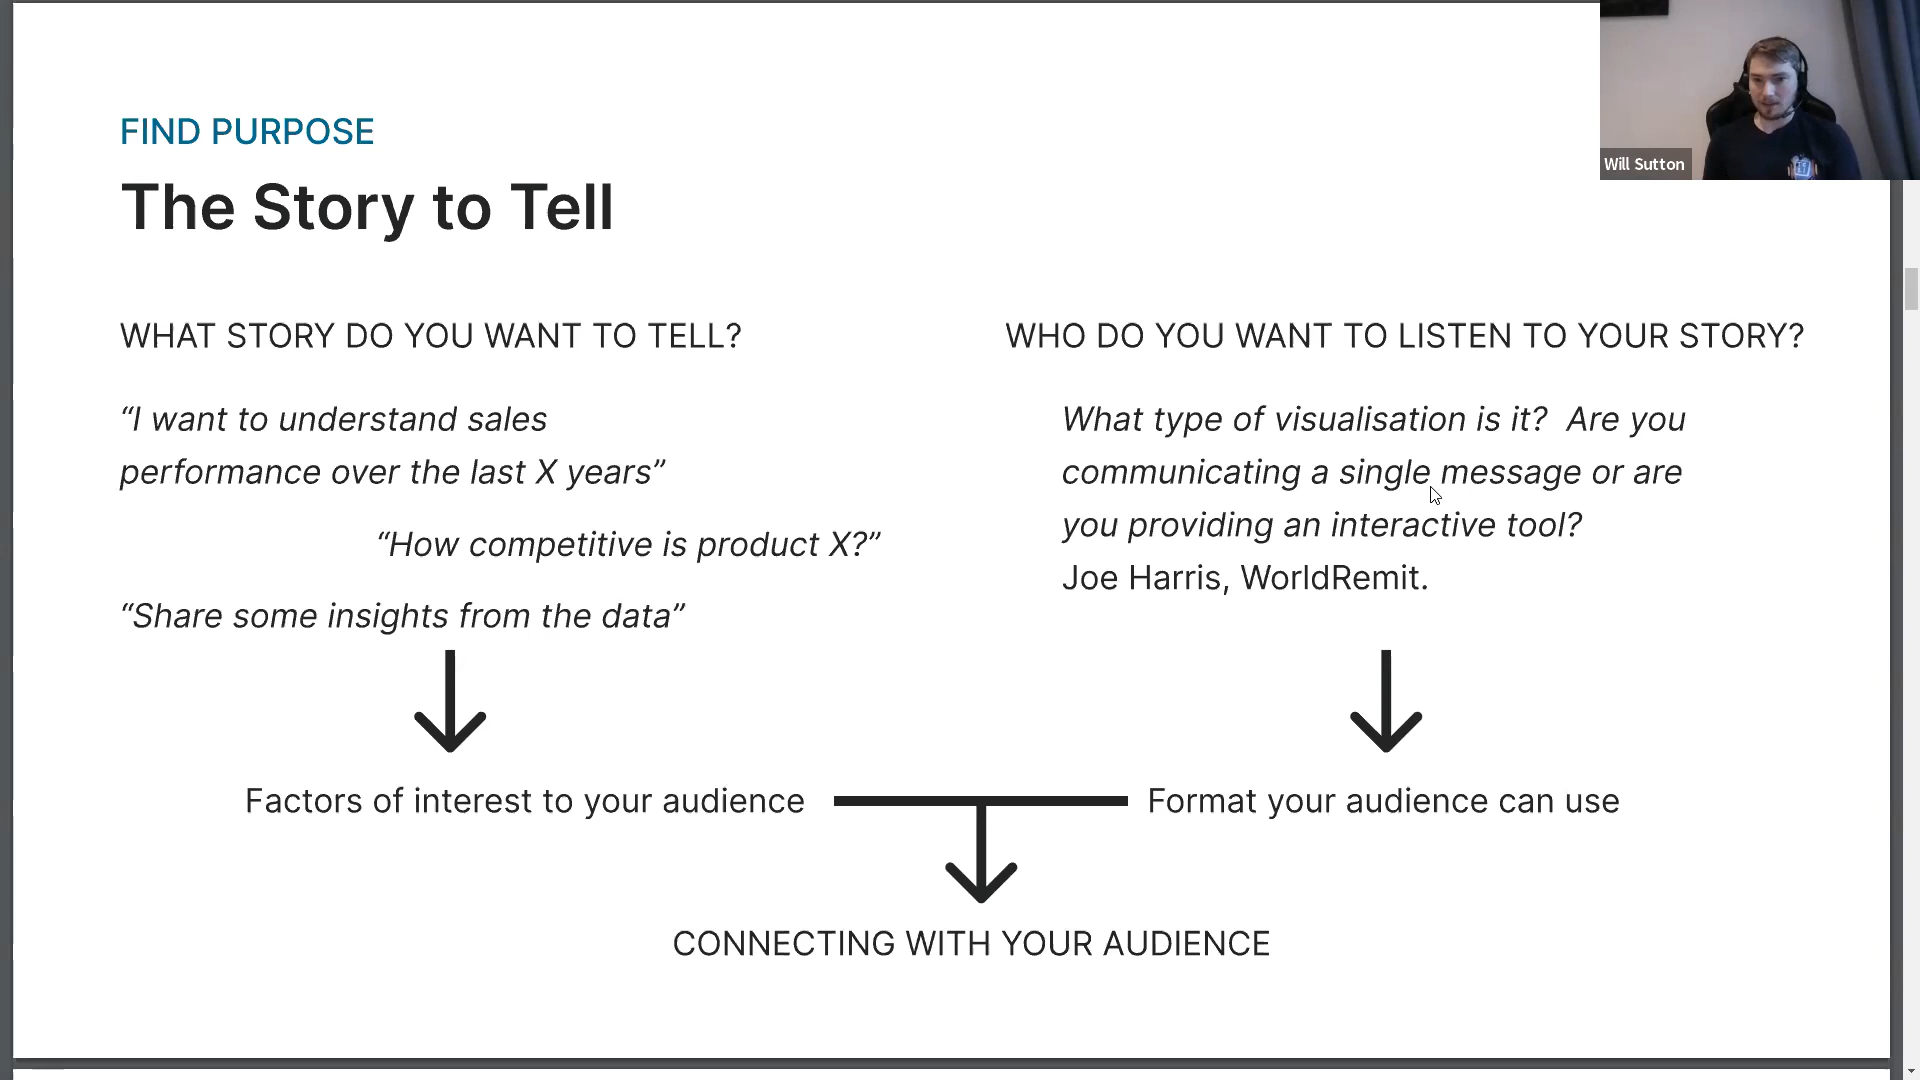 FIND PURPOSE
The Story to Tell
WHAT STORY DO YOU WANT TO TELL?
“I want to understand sales
performance over the last X years”
“How competitive is product X?”
“Share some insights from the data”
Factors of interest to your audience
WHO DO YOU WANT TO LISTEN TO YOUR STORY?
What type of visualisation is it?  Are you
communicating a single message or are
you providing an interactive tool?
Joe Harris, WorldRemit.
Format your audience can use
CONNECTING WITH YOUR AUDIENCE
Will Sutton